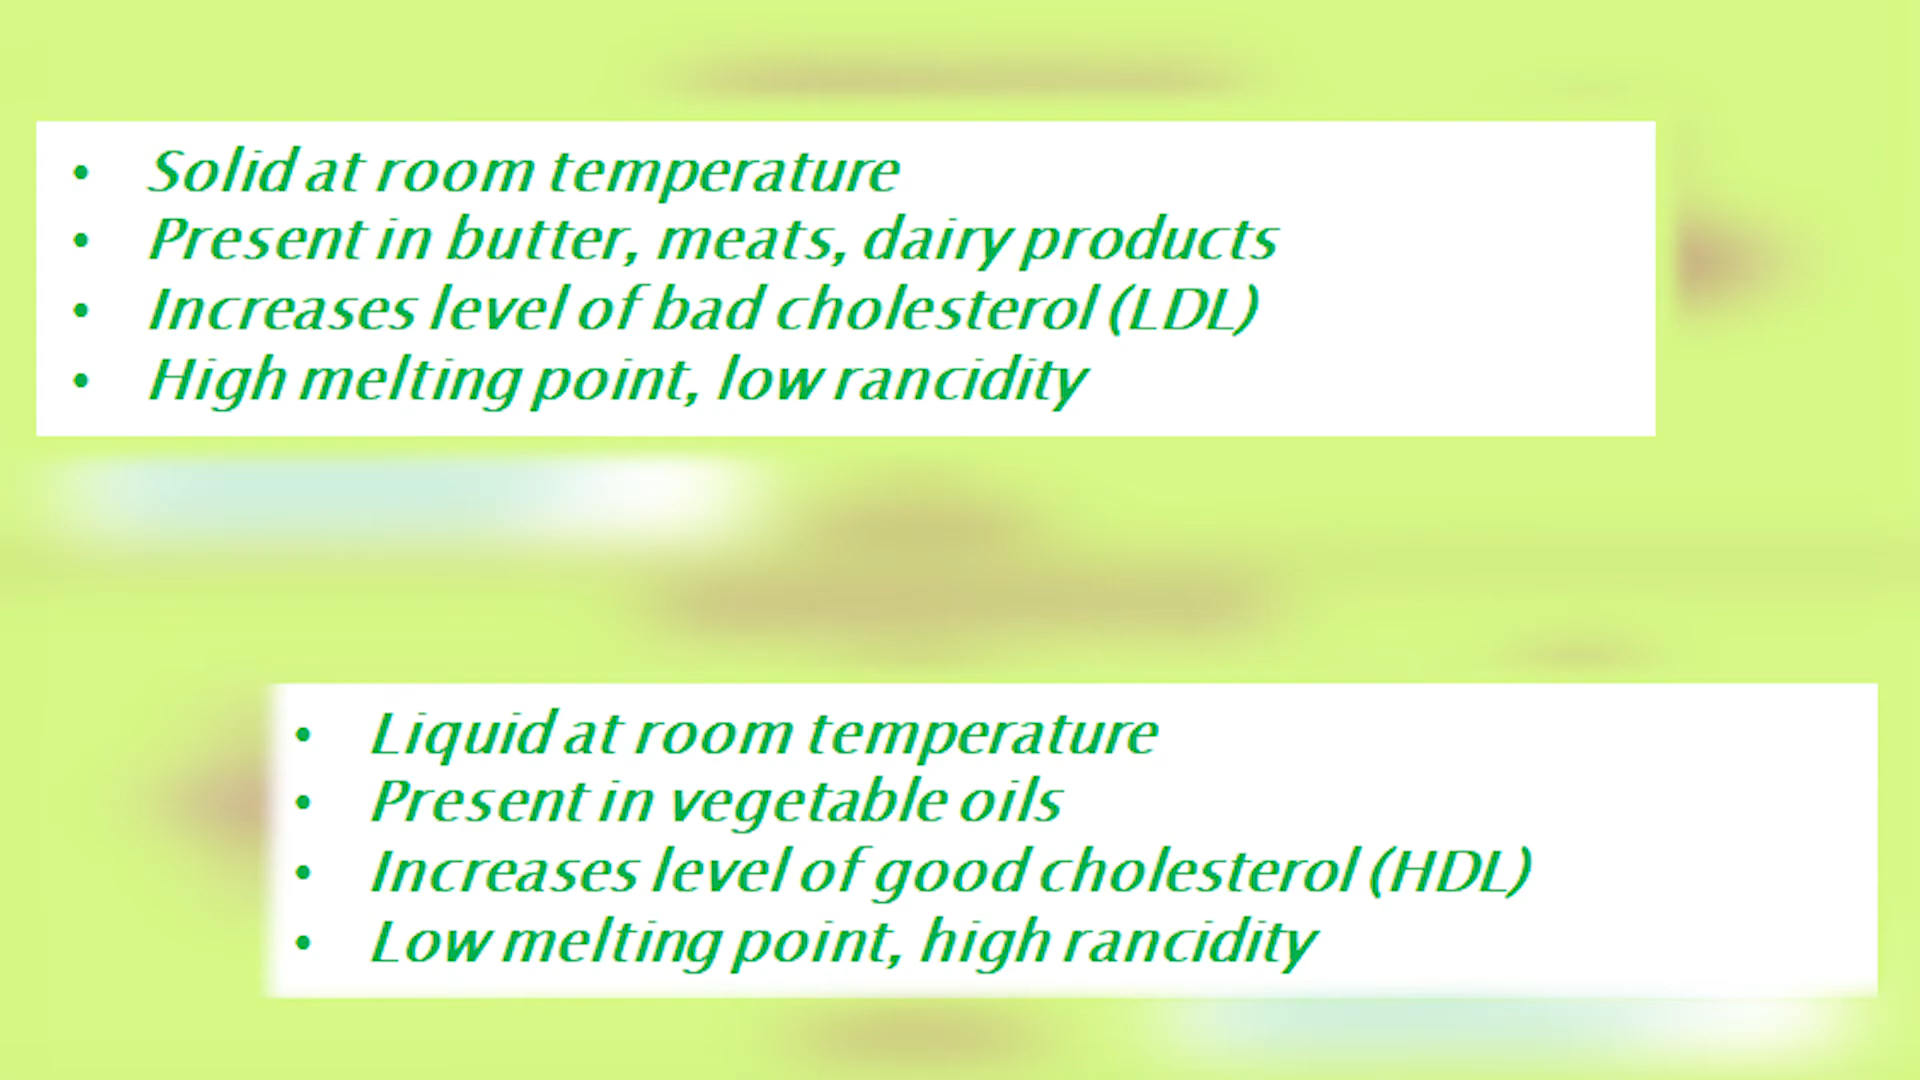 • Solid at room temperature
• Present in butter, meats, dairy products
• Increases level of bad cholesterol (LDL)
• High melting point, low rancidity
• Liquid at room temperature
• Present in vegetable oils
• Increases level of good cholesterol (HDL)
• Low melting point, high rancidity